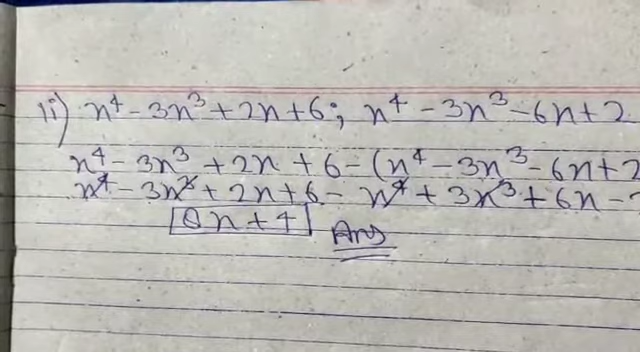 ii) x⁴ - 3x³ + 2x + 6; x⁴ - 3x³ - 6x + 2
x⁴ - 3x³ + 2x + 6 - (x⁴ - 3x³ - 6x + 2
x⁴ - 3x³ + 2x + 6 - x⁴ + 3x³ + 6x -
8x + 4 Ans